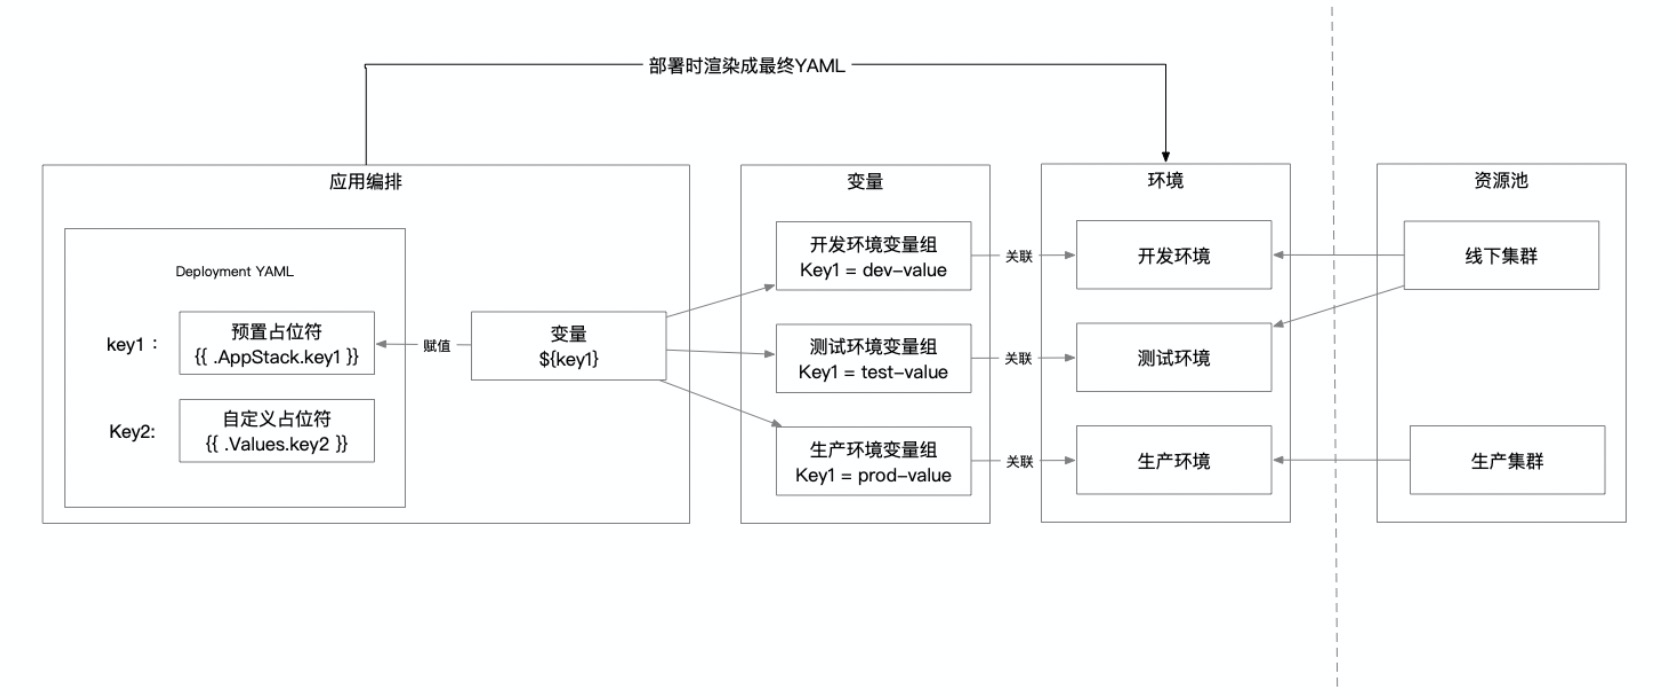 部署时渲染成最终YAML
应用编排
Deployment YAML
key1：
预置占位符
{{ .AppStack.key1 }}
Key2:
自定义占位符
{{ .Values.key2 }}
赋值
变量
${key1}
变量
开发环境变量组
Key1 = dev-value
测试环境变量组
Key1 = test-value
生产环境变量组
Key1 = prod-value
关联
关联
关联
环境
开发环境
测试环境
生产环境
资源池
线下集群
生产集群